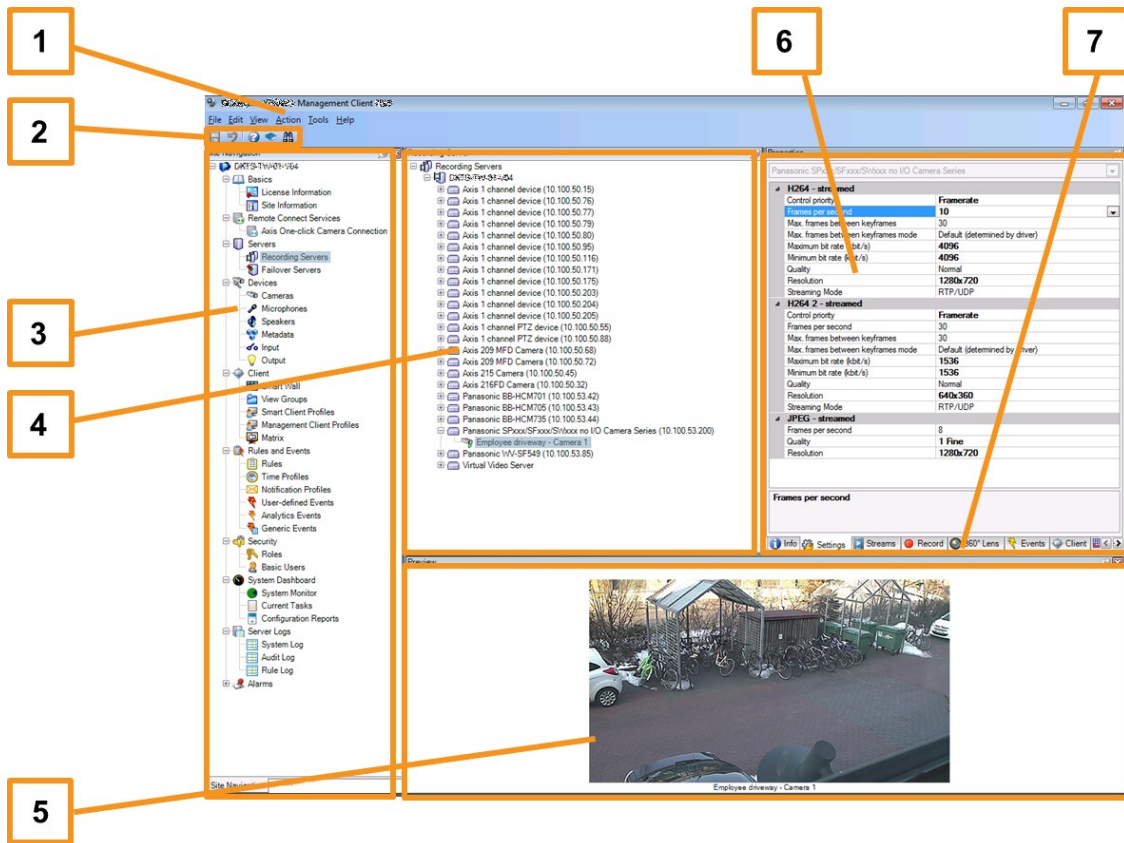 1
6
7
2
Management Client
File Edit View Action Tools Help
Recording Servers
Panasonic SPxxx/SFxxx/SWxxx no I/O Camera Series
Basics
License Information
Site Information
Remote Connect Services
Axis One-click Camera Connection
Servers
Recording Servers
Failover Servers
Devices
Cameras
3
Microphones
Speakers
Metadata
Input
Output
Client
Smart Wall
View Groups
4
Smart Client Profiles
Management Client Profiles
Matrix
Rules and Events
Rules
Time Profiles
Notification Profiles
User-defined Events
Analytics Events
Generic Events
Security
Roles
Basic Users
System Dashboard
System Monitor
Current Tasks
Configuration Reports
Server Logs
System Log
Audit Log
Rule Log
Alarms
Axis 1 channel device (10.100.50.15)
Axis 1 channel device (10.100.50.76)
Axis 1 channel device (10.100.50.77)
Axis 1 channel device (10.100.50.79)
Axis 1 channel device (10.100.50.80)
Axis 1 channel device (10.100.50.95)
Axis 1 channel device (10.100.50.116)
Axis 1 channel device (10.100.50.171)
Axis 1 channel device (10.100.50.175)
Axis 1 channel device (10.100.50.203)
Axis 1 channel device (10.100.50.204)
Axis 1 channel device (10.100.50.205)
Axis 1 channel PTZ device (10.100.50.55)
Axis 1 channel PTZ device (10.100.50.88)
Axis 209 MFD Camera (10.100.50.68)
Axis 209 MFD Camera (10.100.50.72)
Axis 215 Camera (10.100.50.45)
Axis 216FD Camera (10.100.50.32)
Panasonic BB-HCM701 (10.100.53.42)
Panasonic BB-HCM705 (10.100.53.43)
Panasonic BB-HCM735 (10.100.53.44)
Panasonic SPxxx/SFxxx/SWxxx no I/O Camera Series (10.100.53.200)
Employee driveway - Camera 1
Panasonic WV-SF549 (10.100.53.85)
Virtual Video Server
H264 - streamed
Control priority Framerate
Frames per second 10
Max. frames between keyframes 30
Max. frames between keyframes mode Default (determined by driver)
Maximum bit rate (kbit/s) 4096
Minimum bit rate (kbit/s) 4096
Quality Normal
Resolution 1280x720
Streaming Mode RTP/UDP
H264 2 - streamed
Control priority Framerate
Frames per second 30
Max. frames between keyframes 30
Max. frames between keyframes mode Default (determined by driver)
Maximum bit rate (kbit/s) 1536
Minimum bit rate (kbit/s) 1536
Quality Normal
Resolution 640x360
Streaming Mode RTP/UDP
JPEG - streamed
Frames per second 8
Quality 1 Fine
Resolution 1280x720
Frames per second
Info Settings Streams Record 360° Lens Events Client
Preview
5
Site Navigation
Employee driveway - Camera 1